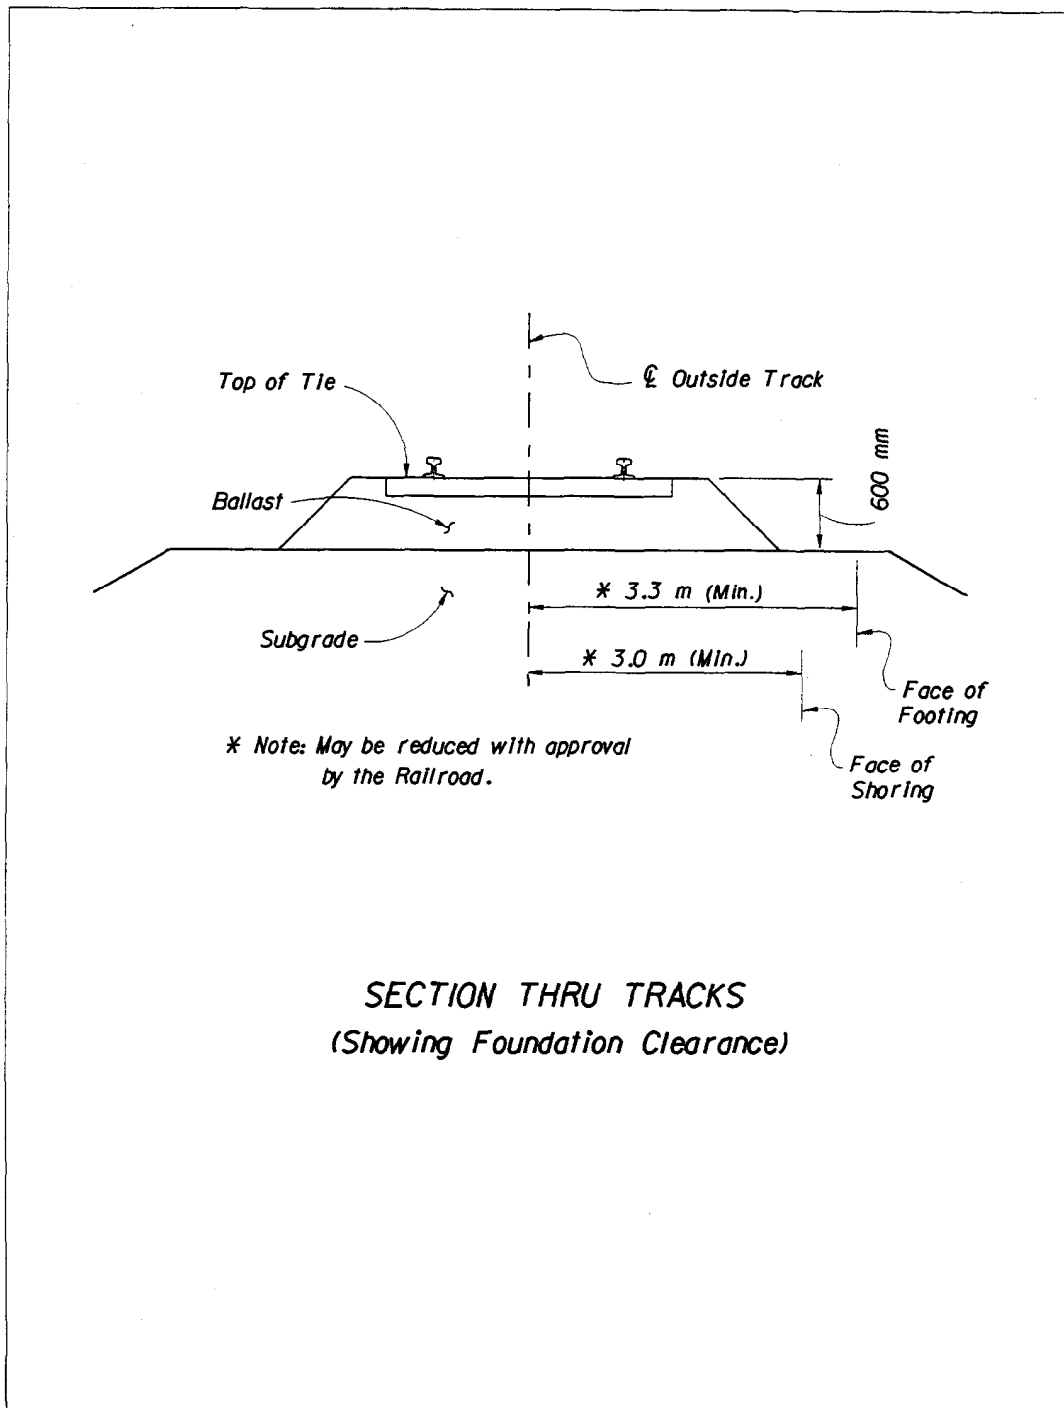 ℄ Outside Track
Top of Tie
600 mm
Ballast
* 3.3 m (Min.)
Subgrade
* 3.0 m (Min.)
Face of
Footing
* Note: May be reduced with approval
by the Railroad.
Face of
Shoring
SECTION THRU TRACKS
(Showing Foundation Clearance)